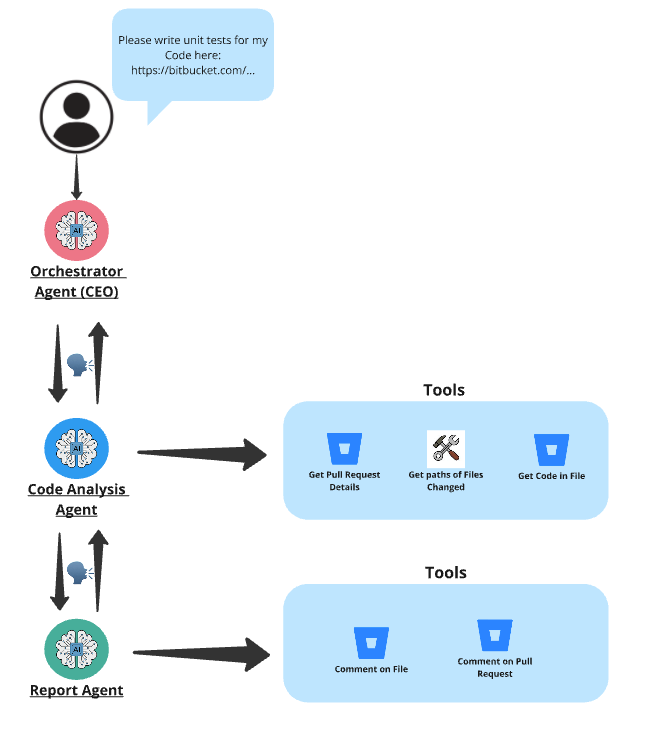 Please write unit tests for my
Code here:
https://bitbucket.com/...
AI
Orchestrator
Agent (CEO)
AI
Code Analysis
Agent
Tools
Get Pull Request
Details
Get paths of Files
Changed
Get Code in File
AI
Report Agent
Tools
Comment on File
Comment on Pull
Request